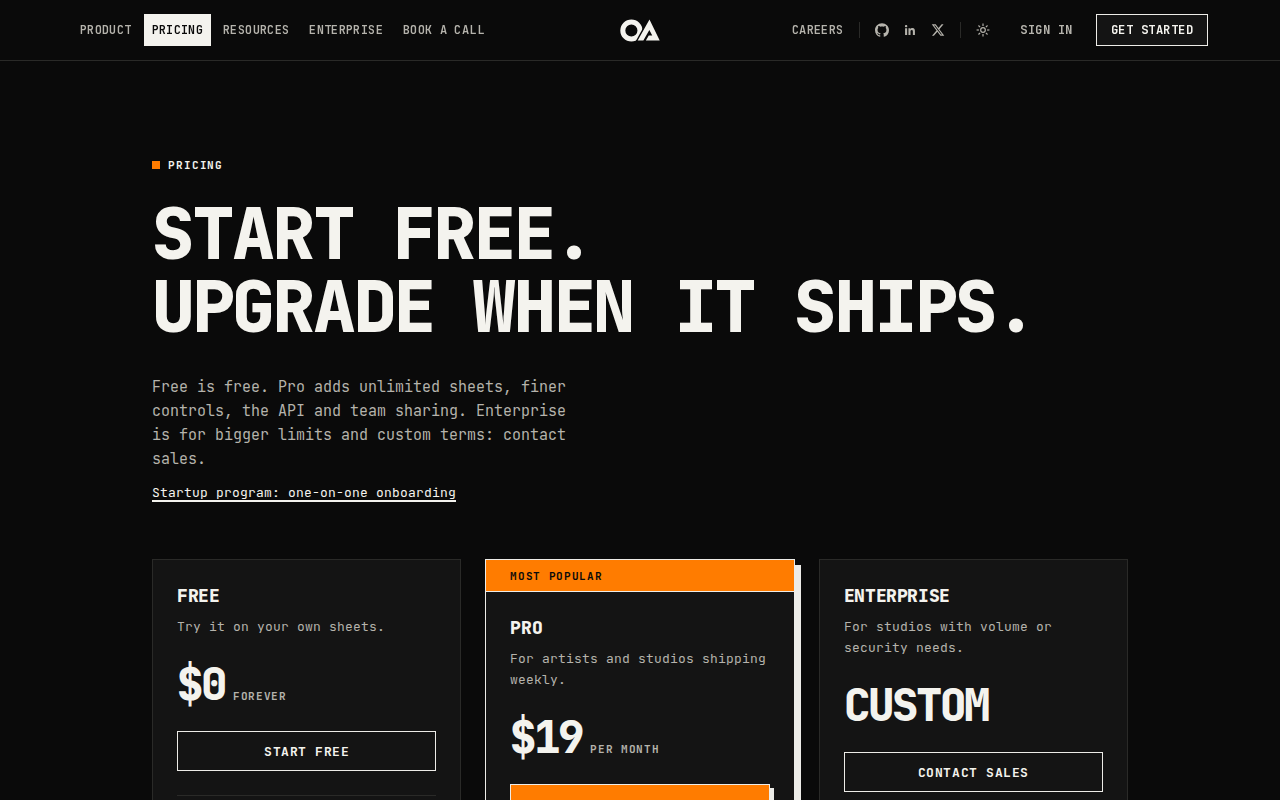 PRODUCT PRICING RESOURCES ENTERPRISE BOOK A CALL OA CAREERS SIGN IN GET STARTED
PRICING
START FREE.
UPGRADE WHEN IT SHIPS.
Free is free. Pro adds unlimited sheets, finer
controls, the API and team sharing. Enterprise
is for bigger limits and custom terms: contact
sales.
Startup program: one-on-one onboarding
FREE
Try it on your own sheets.
$0 FOREVER
START FREE
MOST POPULAR
PRO
For artists and studios shipping
weekly.
$19 PER MONTH
ENTERPRISE
For studios with volume or
security needs.
CUSTOM
CONTACT SALES